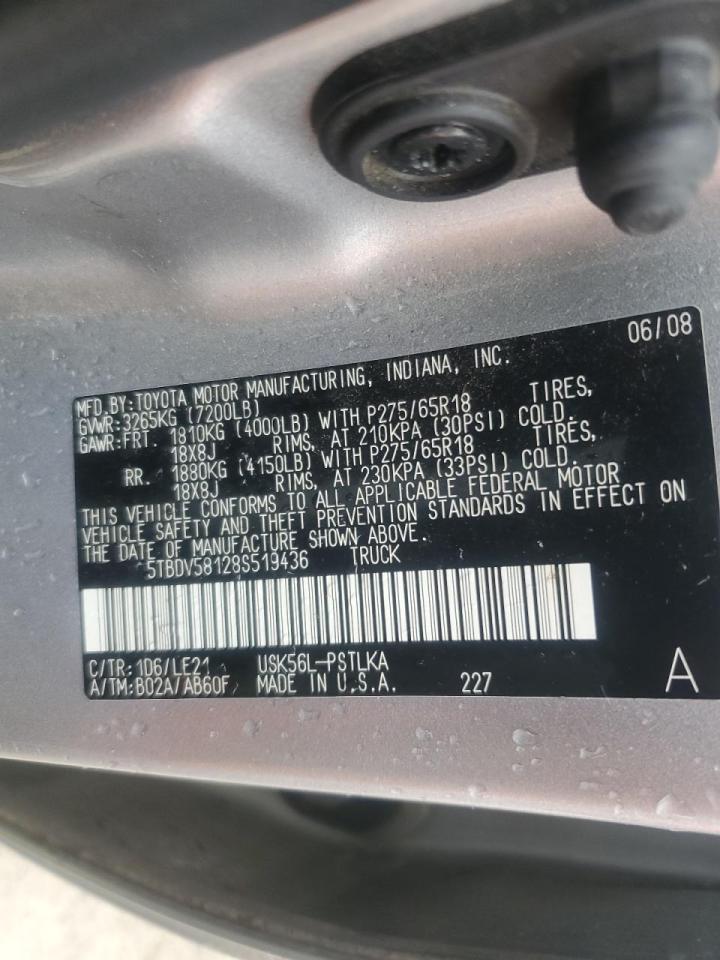 06/08
MFD.BY:TOYOTA MOTOR MANUFACTURING, INDIANA, INC.
GVWR:3265KG (7200LB)
GAWR:FRT. 1810KG (4000LB) WITH P275/65R18 TIRES,
18X8J RIMS, AT 210KPA (30PSI) COLD.
RR. 1880KG (4150LB) WITH P275/65R18 TIRES,
18X8J RIMS, AT 230KPA (33PSI) COLD.
THIS VEHICLE CONFORMS TO ALL APPLICABLE FEDERAL MOTOR
VEHICLE SAFETY AND THEFT PREVENTION STANDARDS IN EFFECT ON
THE DATE OF MANUFACTURE SHOWN ABOVE.
5TBDV58128S519436 TRUCK
C/TR:1D6/LE21 USK56L-PSTLKA
A/TM:B02A/AB60F MADE IN U.S.A. 227 A